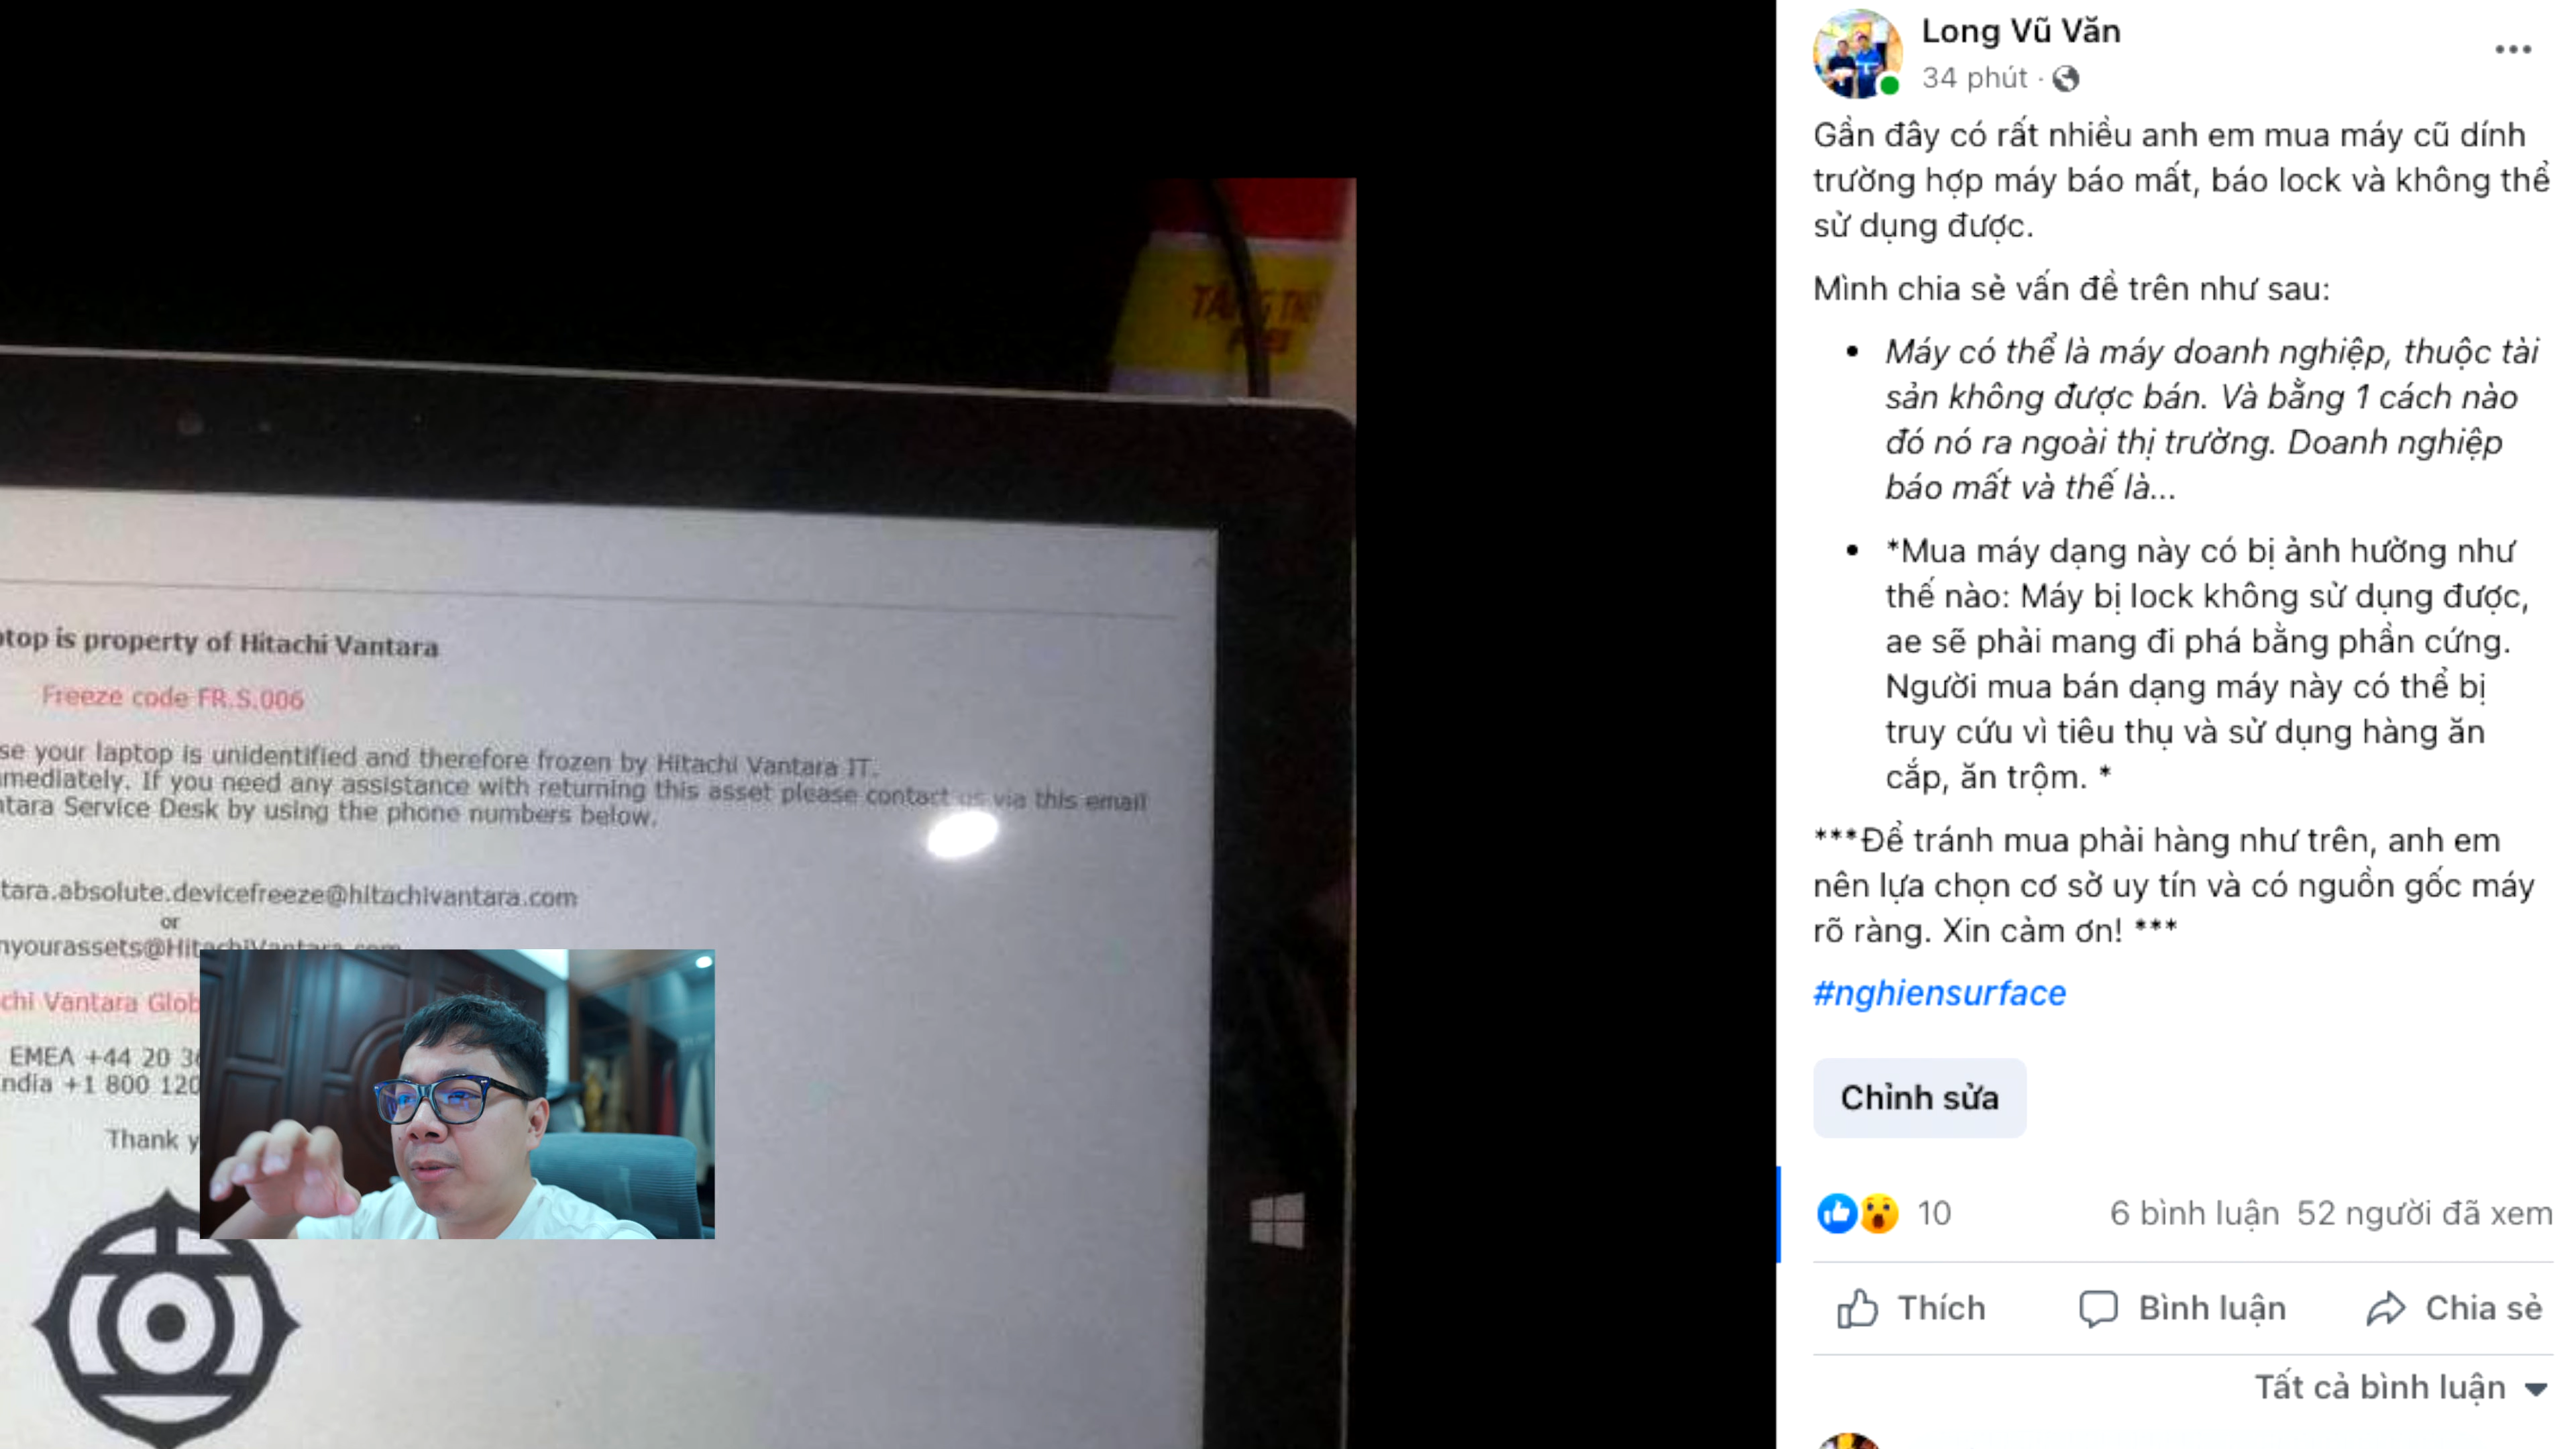 TẶNG THÊ
ptop is property of Hitachi Vantara
Freeze code FR.S.006
se your laptop is unidentified and therefore frozen by Hitachi Vantara IT.
mmediately. If you need any assistance with returning this asset please contact us via this email
ntara Service Desk by using the phone numbers below.
tara.absolute.devicefreeze@hitachivantara.com
or
nyourassets@HitachiVantara.com
chi Vantara Glob
EMEA +44 20 36
ndia +1 800 120
Thank y
Long Vũ Văn
34 phút ·
Gần đây có rất nhiều anh em mua máy cũ dính
trường hợp máy báo mất, báo lock và không thể
sử dụng được.
Mình chia sẻ vấn đề trên như sau:
• Máy có thể là máy doanh nghiệp, thuộc tài
sản không được bán. Và bằng 1 cách nào
đó nó ra ngoài thị trường. Doanh nghiệp
báo mất và thế là...
• *Mua máy dạng này có bị ảnh hưởng như
thế nào: Máy bị lock không sử dụng được,
ae sẽ phải mang đi phá bằng phần cứng.
Người mua bán dạng máy này có thể bị
truy cứu vì tiêu thụ và sử dụng hàng ăn
cắp, ăn trộm. *
***Để tránh mua phải hàng như trên, anh em
nên lựa chọn cơ sở uy tín và có nguồn gốc máy
rõ ràng. Xin cảm ơn! ***
#nghiensurface
Chỉnh sửa
10
6 bình luận 52 người đã xem
Thích
Bình luận
Chia sẻ
Tất cả bình luận